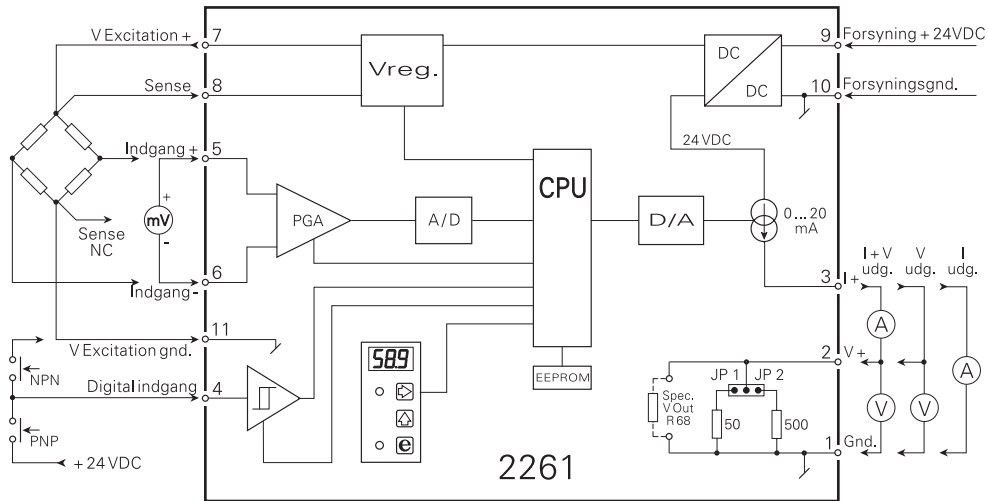 V Excitation +
7
Sense
8
Indgang +
5
+
mV
-
Sense
NC
6
Indgang -
11
V Excitation gnd.
NPN
Digital indgang
4
PNP
+ 24 VDC
Vreg.
PGA
A/D
CPU
EEPROM
D/A
DC
DC
24 VDC
0...20
mA
9
Forsyning + 24VDC
10
Forsyningsgnd.
I + V
udg.
V
udg.
I
udg.
3
I +
A
2
V +
A
V
V
1
Gnd.
58.9
e
Spec.
V Out
R 68
JP 1
JP 2
50
500
2261